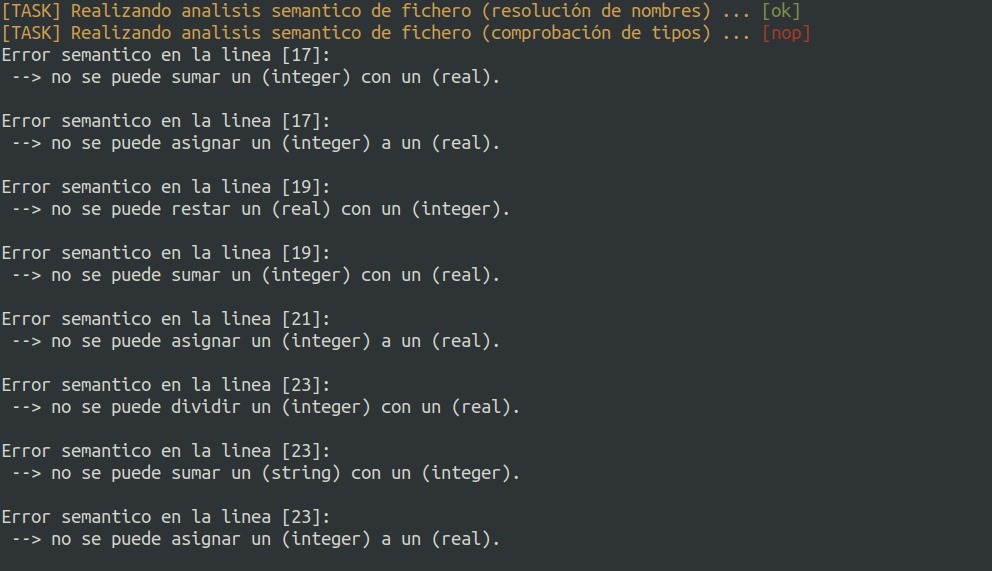 [TASK] Realizando analisis semantico de fichero (resolución de nombres) ... [ok]
[TASK] Realizando analisis semantico de fichero (comprobación de tipos) ... [nop]
Error semantico en la linea [17]:
--> no se puede sumar un (integer) con un (real).
Error semantico en la linea [17]:
--> no se puede asignar un (integer) a un (real).
Error semantico en la linea [19]:
--> no se puede restar un (real) con un (integer).
Error semantico en la linea [19]:
--> no se puede sumar un (integer) con un (real).
Error semantico en la linea [21]:
--> no se puede asignar un (integer) a un (real).
Error semantico en la linea [23]:
--> no se puede dividir un (integer) con un (real).
Error semantico en la linea [23]:
--> no se puede sumar un (string) con un (integer).
Error semantico en la linea [23]:
--> no se puede asignar un (integer) a un (real).